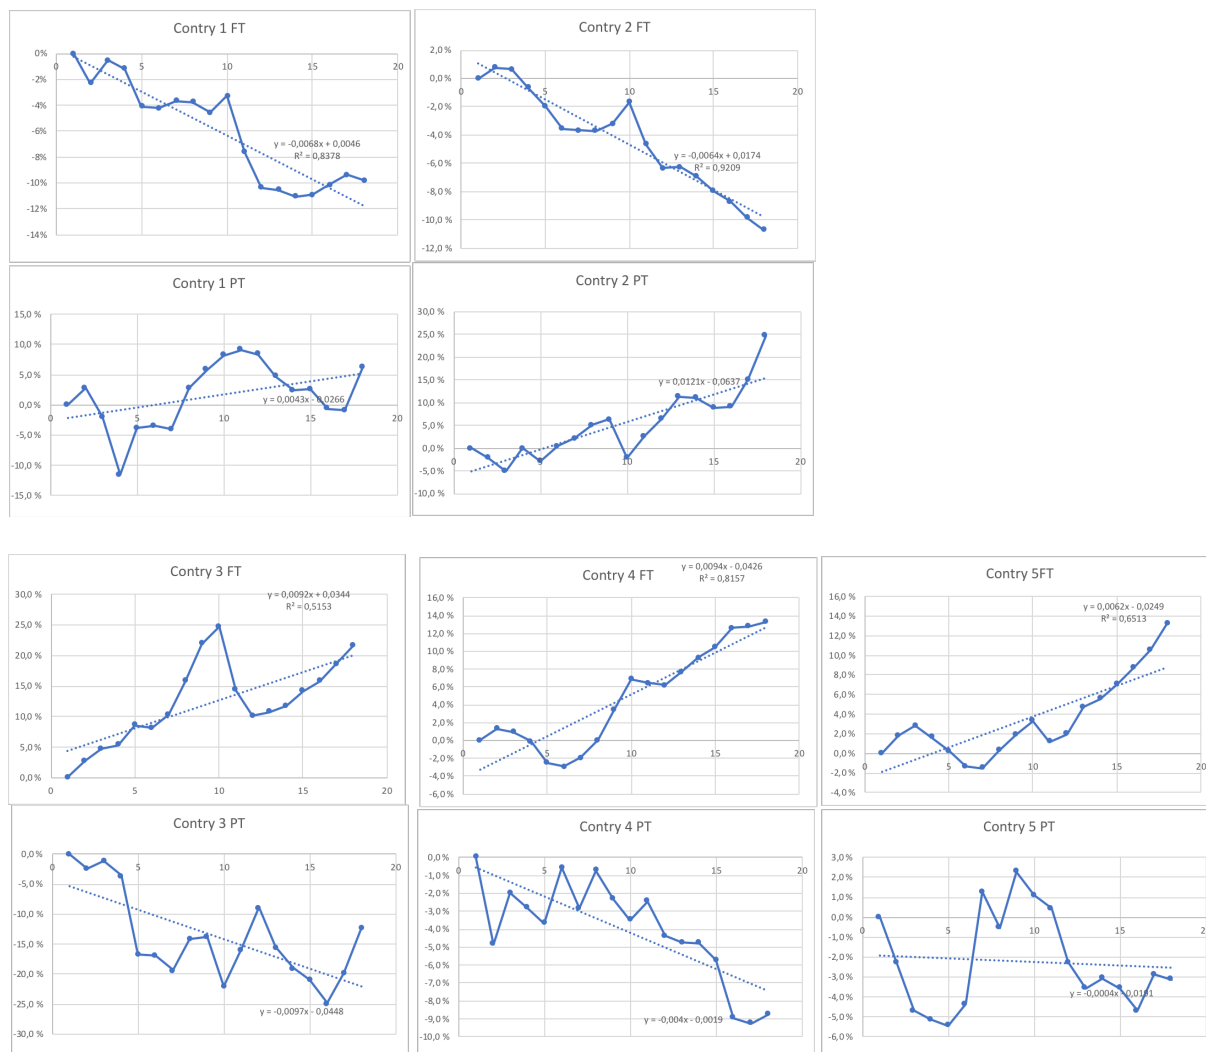 Contry 1 FT
0%
-2%
-4%
-6%
-8%
-10%
-12%
-14%
0 5 10 15 20
y = -0,0068x + 0,0046
R² = 0,8378
Contry 2 FT
2,0 %
0,0 %
-2,0 %
-4,0 %
-6,0 %
-8,0 %
-10,0 %
-12,0 %
0 5 10 15 20
y = -0,0064x + 0,0174
R² = 0,9209
Contry 1 PT
15,0 %
10,0 %
5,0 %
0,0 %
-5,0 %
-10,0 %
-15,0 %
0 5 10 15 20
y = 0,0043x - 0,0266
Contry 2 PT
30,0 %
25,0 %
20,0 %
15,0 %
10,0 %
5,0 %
0,0 %
-5,0 %
-10,0 %
0 5 10 15 20
y = 0,0121x - 0,0637
Contry 3 FT
30,0 %
25,0 %
20,0 %
15,0 %
10,0 %
5,0 %
0,0 %
0 5 10 15 20
y = 0,0092x + 0,0344
R² = 0,5153
Contry 4 FT
y = 0,0094x - 0,0426
R² = 0,8157
16,0 %
14,0 %
12,0 %
10,0 %
8,0 %
6,0 %
4,0 %
2,0 %
0,0 %
-2,0 %
-4,0 %
-6,0 %
0 5 10 15 20
Contry 5FT
16,0 %
14,0 %
12,0 %
10,0 %
8,0 %
6,0 %
4,0 %
2,0 %
0,0 %
-2,0 %
-4,0 %
0 5 10 15 20
y = 0,0062x - 0,0249
R² = 0,6513
Contry 3 PT
0,0 %
-5,0 %
-10,0 %
-15,0 %
-20,0 %
-25,0 %
-30,0 %
0 5 10 15 20
y = -0,0097x - 0,0448
Contry 4 PT
0,0 %
-1,0 %
-2,0 %
-3,0 %
-4,0 %
-5,0 %
-6,0 %
-7,0 %
-8,0 %
-9,0 %
-10,0 %
0 5 10 15 20
y = -0,004x - 0,0019
Contry 5 PT
3,0 %
2,0 %
1,0 %
0,0 %
-1,0 %
-2,0 %
-3,0 %
-4,0 %
-5,0 %
-6,0 %
0 5 10 15 20
y = -0,0004x - 0,0191